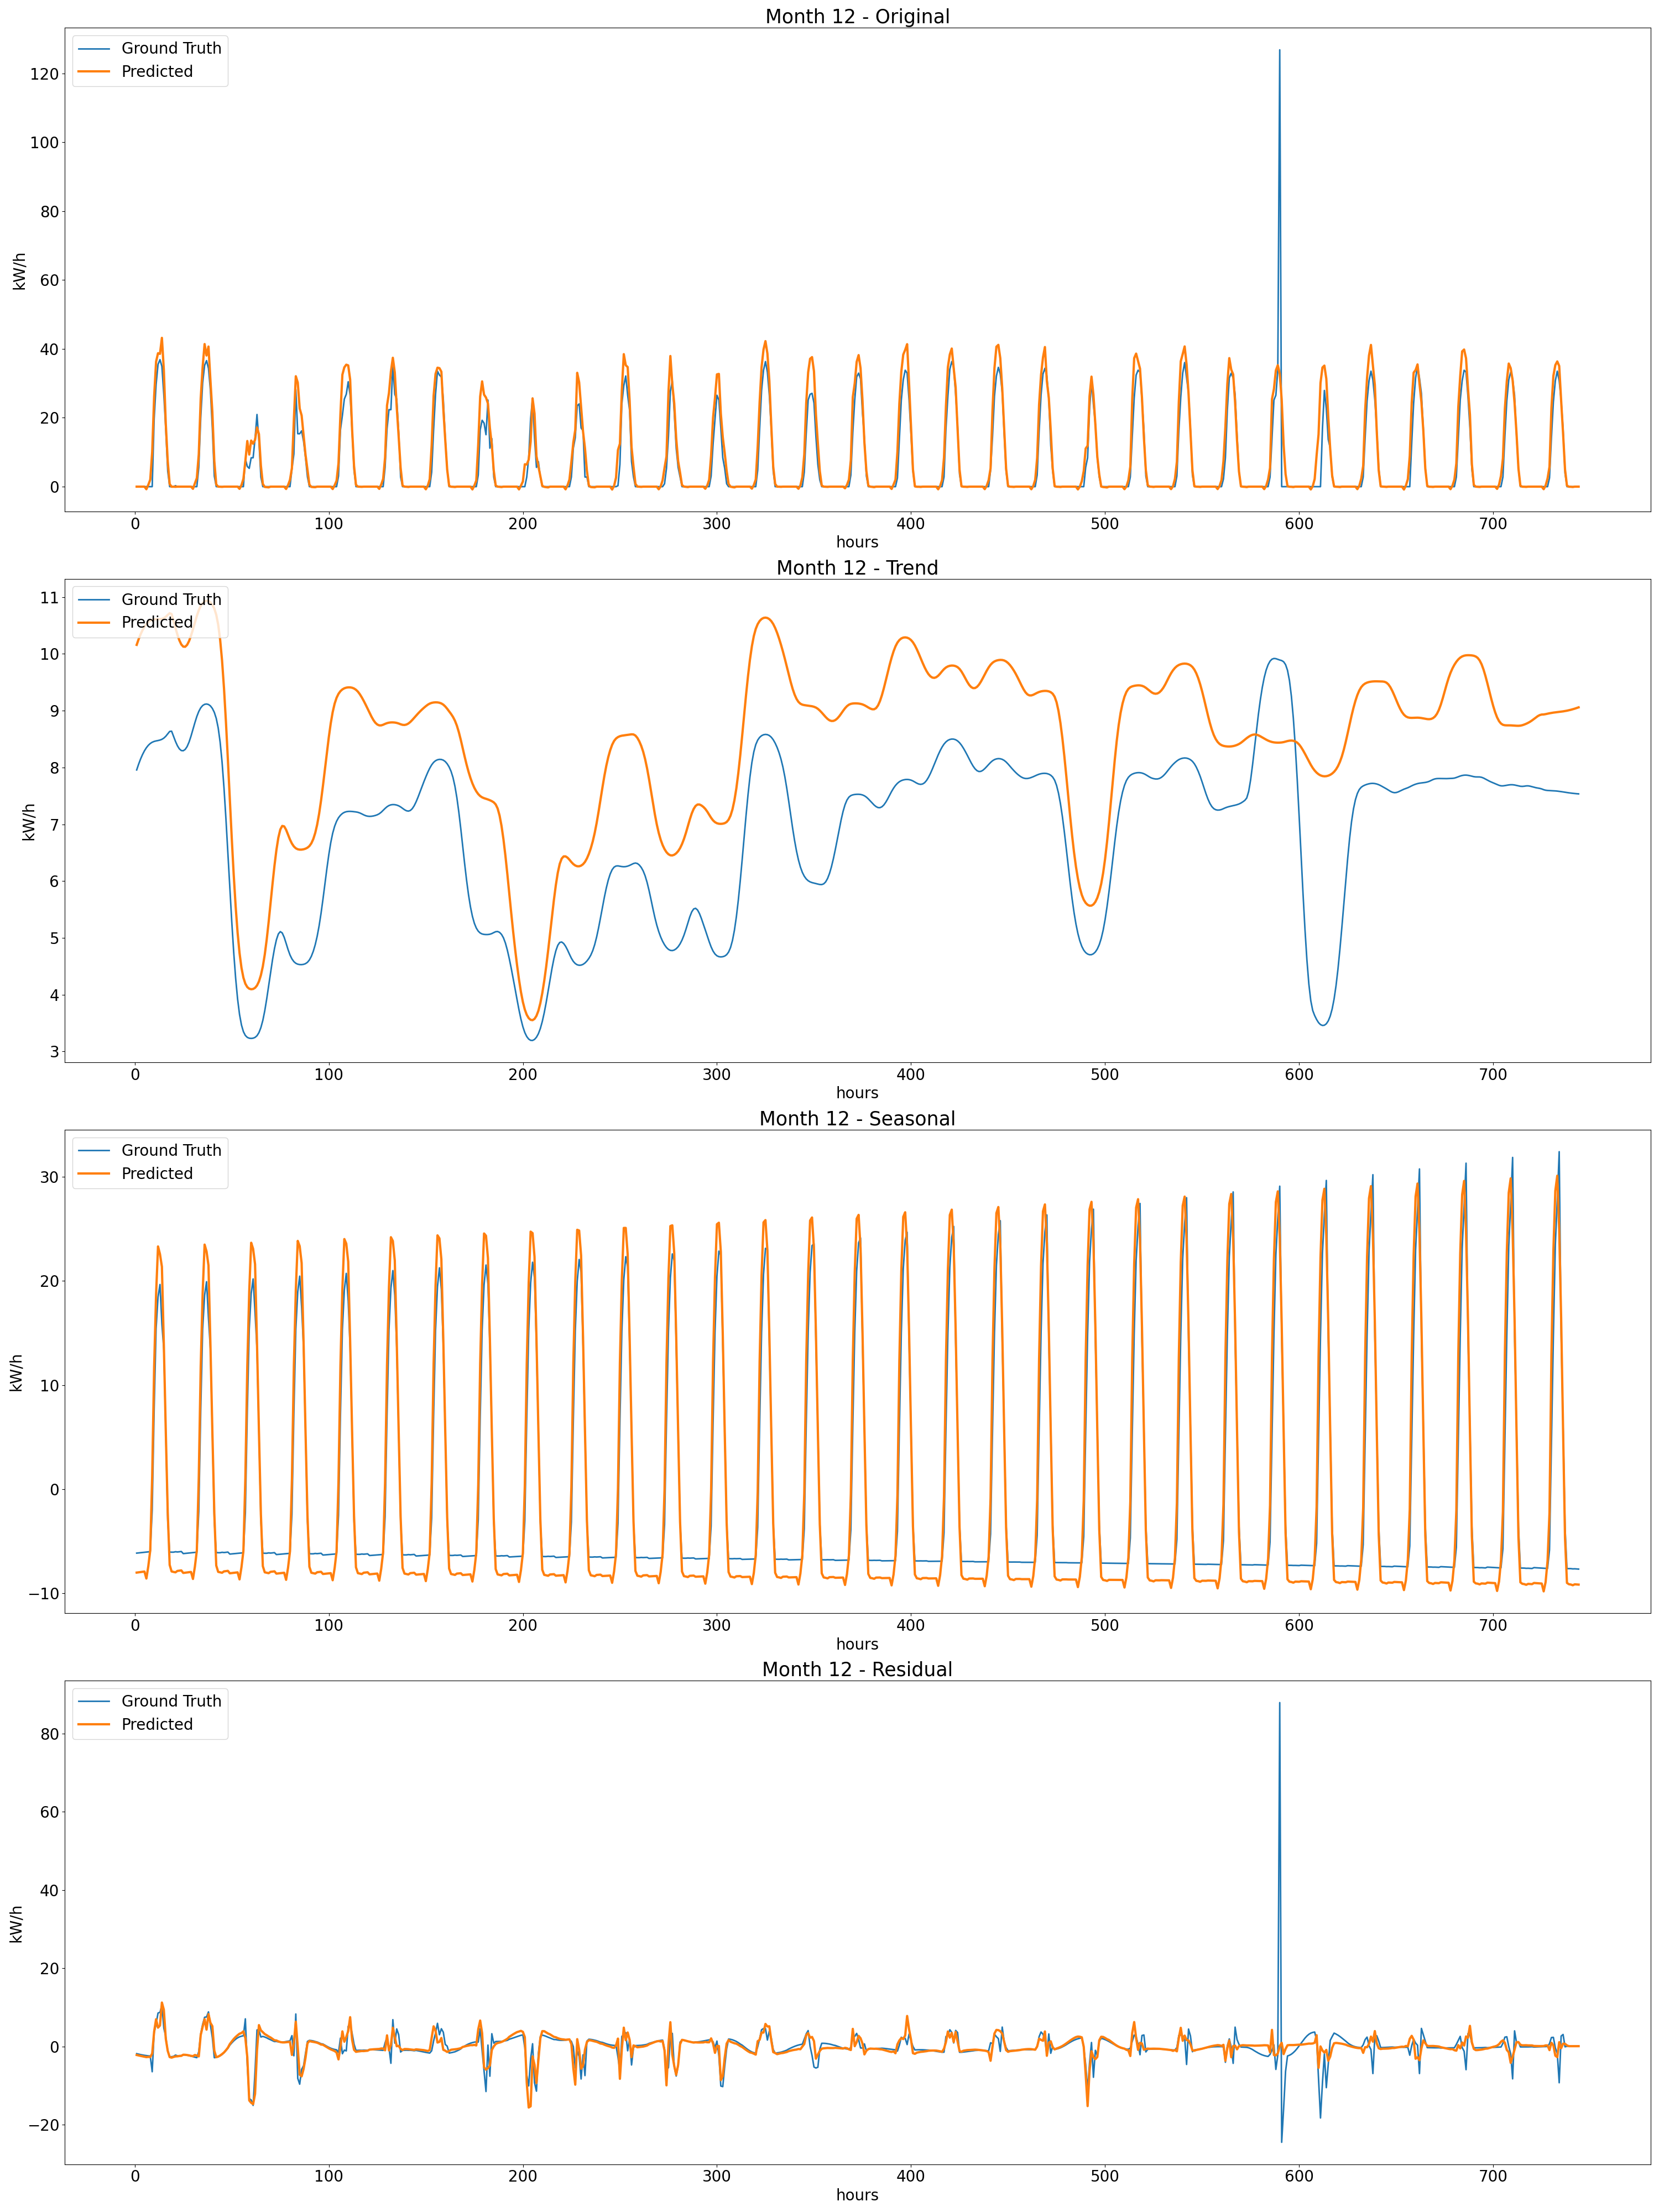 Month 12 - Original
Ground Truth
Predicted
120
100
80
60
40
20
0
kW/h
0 100 200 300 400 500 600 700
hours
Month 12 - Trend
Ground Truth
Predicted
11
10
9
8
7
6
5
4
3
kW/h
0 100 200 300 400 500 600 700
hours
Month 12 - Seasonal
Ground Truth
Predicted
30
20
10
0
−10
kW/h
0 100 200 300 400 500 600 700
hours
Month 12 - Residual
Ground Truth
Predicted
80
60
40
20
0
−20
kW/h
0 100 200 300 400 500 600 700
hours